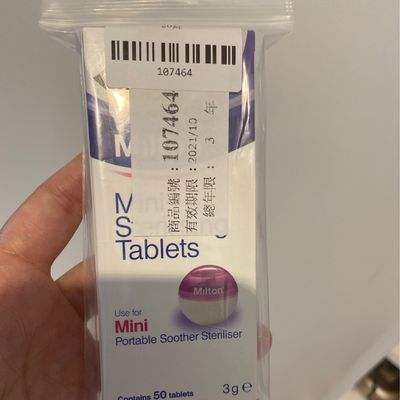 107464
商品編號：107464
有效期限：2021/10
總年限：3 年
M
M
Mini
S
Tablets
Milton
Use for
Mini
Portable Soother Steriliser
Contains 50 tablets
3g e